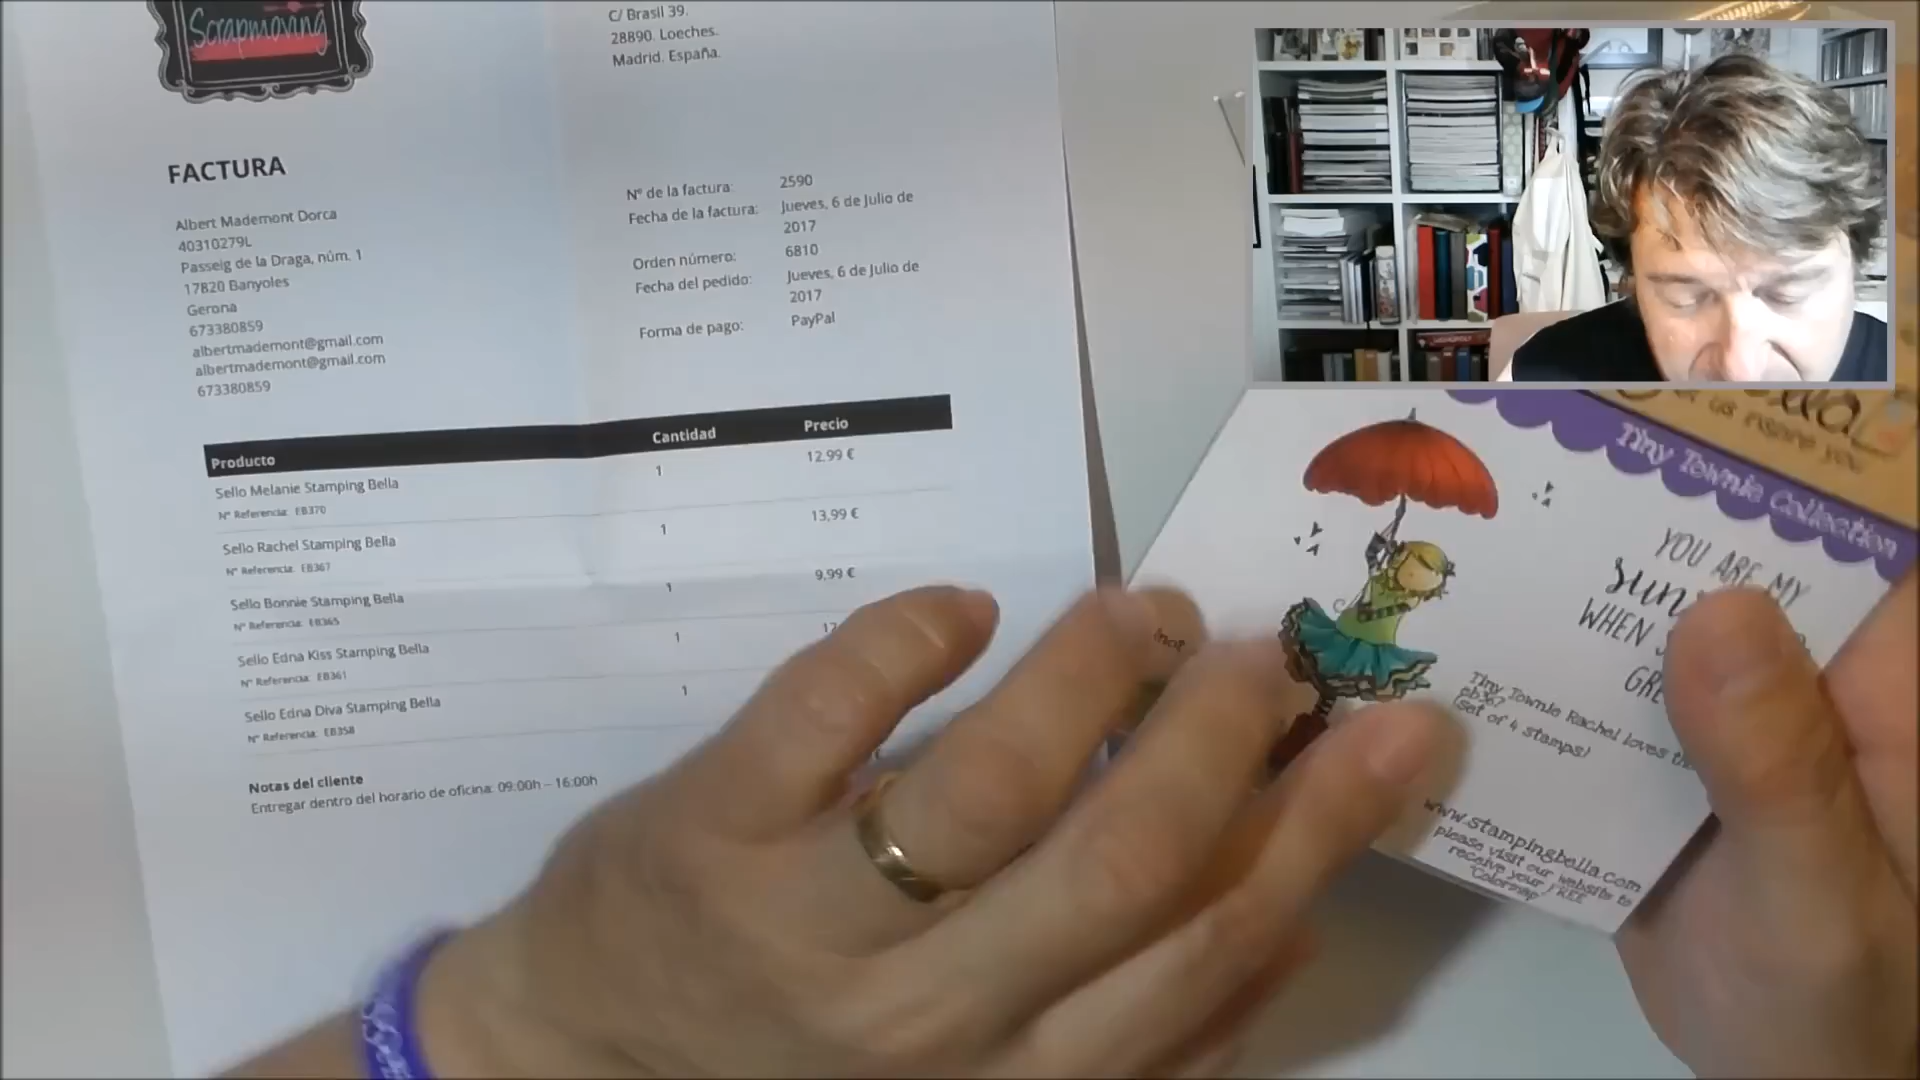 Scrapmoving
C/ Brasil 39.
28890. Loeches.
Madrid. España.
FACTURA
Albert Mademont Dorca
40310279L
Passeig de la Draga, núm. 1
17820 Banyoles
Gerona
673380859
albertmademont@gmail.com
albertmademont@gmail.com
673380859
Nº de la factura: 2590
Fecha de la factura: Jueves, 6 de Julio de
2017
Orden número: 6810
Fecha del pedido: Jueves, 6 de Julio de
2017
Forma de pago: PayPal
Producto Cantidad Precio
Sello Melanie Stamping Bella 1 12,99 €
Nº Referencia: EB370
Sello Rachel Stamping Bella 1 13,99 €
Nº Referencia: EB367
Sello Bonnie Stamping Bella 1 9,99 €
Nº Referencia: EB365
Sello Edna Kiss Stamping Bella 1
Nº Referencia: EB361
Sello Edna Diva Stamping Bella 1
Nº Referencia: EB358
Notas del cliente
Entregar dentro del horario de oficina: 09:00h – 16:00h
us inspire you
Tiny Townie Collection
YOU ARE MY
WHEN
Tiny Townie Rachel loves
eb367
(set of 4 stamps)
www.stampingbella.com
please visit our website to
receive your FREE
"Colormap"